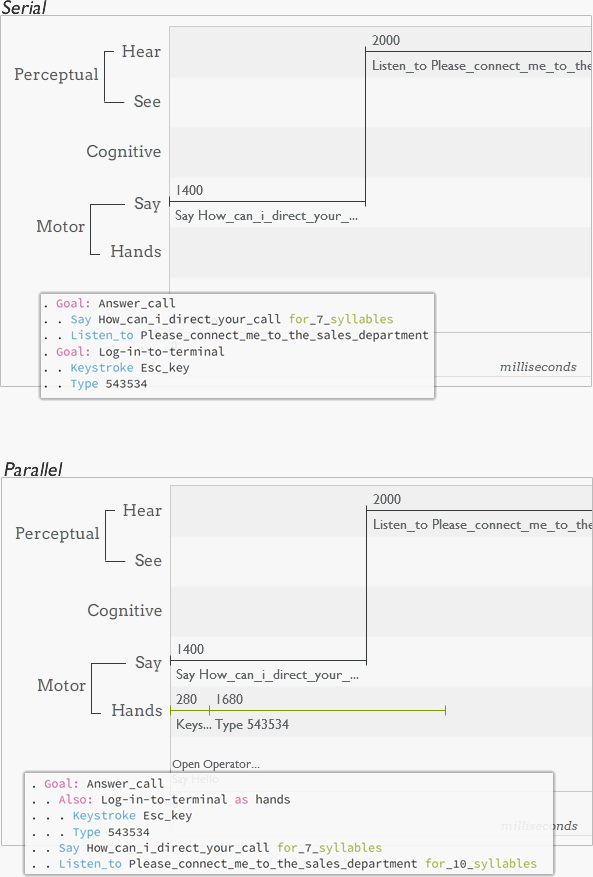 Serial
2000
Hear
Listen_to Please_connect_me_to_the
Perceptual
See
Cognitive
1400
Say
Say How_can_i_direct_your_...
Motor
Hands
. Goal: Answer_call
. . Say How_can_i_direct_your_call for_7_syllables
. . Listen_to Please_connect_me_to_the_sales_department
. Goal: Log-in-to-terminal
. . Keystroke Esc_key
. . Type 543534
milliseconds
Parallel
2000
Hear
Listen_to Please_connect_me_to_the
Perceptual
See
Cognitive
1400
Say
Say How_can_i_direct_your_...
Motor
280 1680
Hands
Keys... Type 543534
Open Operator...
Say Hello
. Goal: Answer_call
. . Also: Log-in-to-terminal as hands
. . . Keystroke Esc_key
. . . Type 543534
. . Say How_can_i_direct_your_call for_7_syllables
. . Listen_to Please_connect_me_to_the_sales_department for_10_syllables
milliseconds